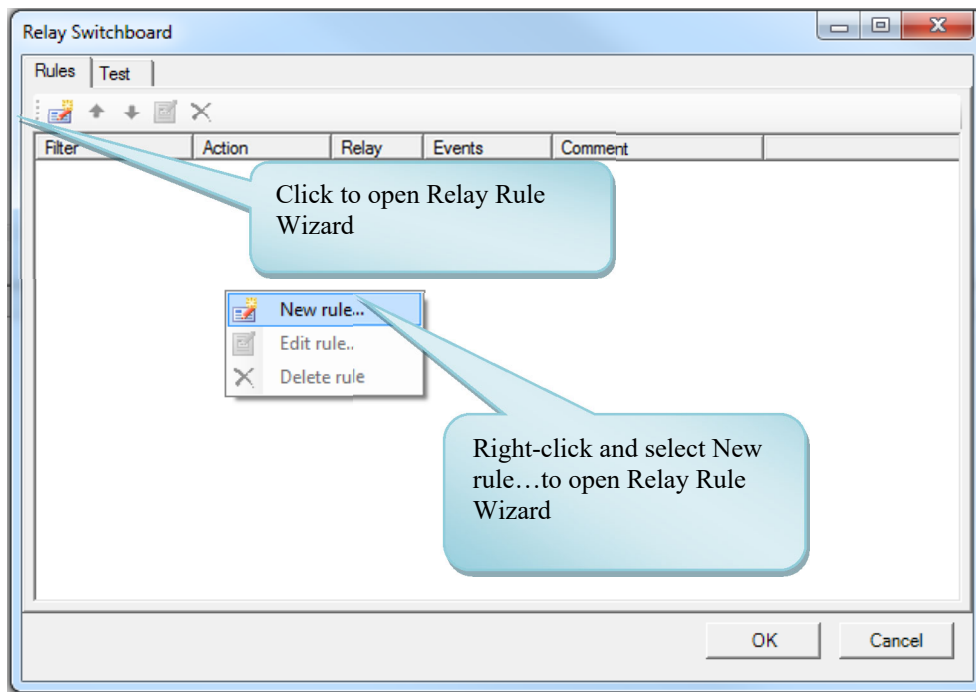 Relay Switchboard
Rules Test
Filter Action Relay Events Comment
Click to open Relay Rule
Wizard
New rule...
Edit rule..
Delete rule
Right-click and select New
rule…to open Relay Rule
Wizard
OK Cancel